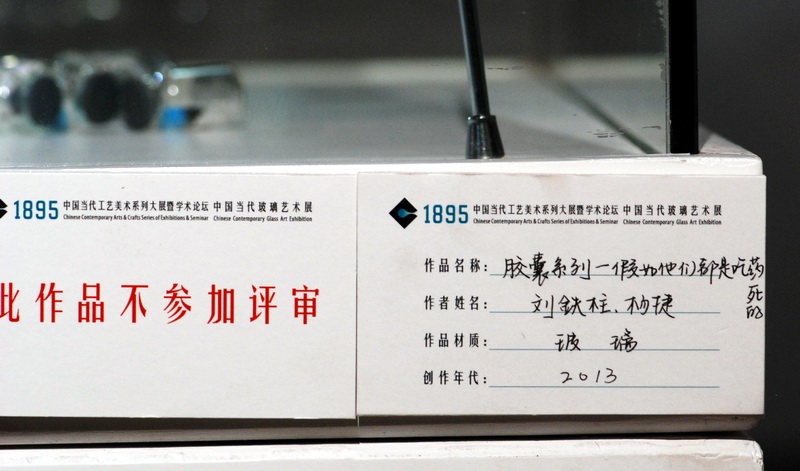 1895 中国当代工艺美术系列大展暨学术论坛 中国当代玻璃艺术展
Chinese Contemporary Arts & Crafts Series of Exhibitions & Seminar Chinese Contemporary Glass Art Exhibition
此作品不参加评审
1895 中国当代工艺美术系列大展暨学术论坛 中国当代玻璃艺术展
Chinese Contemporary Arts & Crafts Series of Exhibitions & Seminar Chinese Contemporary Glass Art Exhibition
作品名称：胶囊系列一假如他们都是吃药死的
作者姓名：刘铁柱、杨捷
作品材质：玻 璃
创作年代：2013